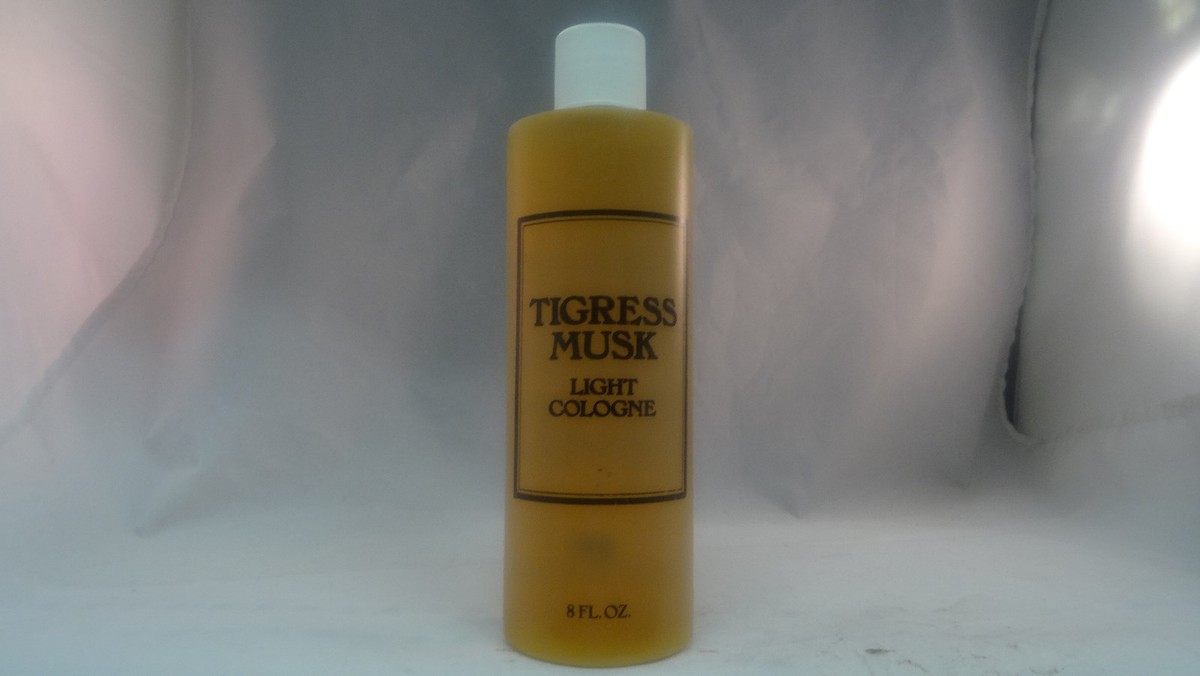 TIGRESS
MUSK
LIGHT
COLOGNE
8 FL. OZ.